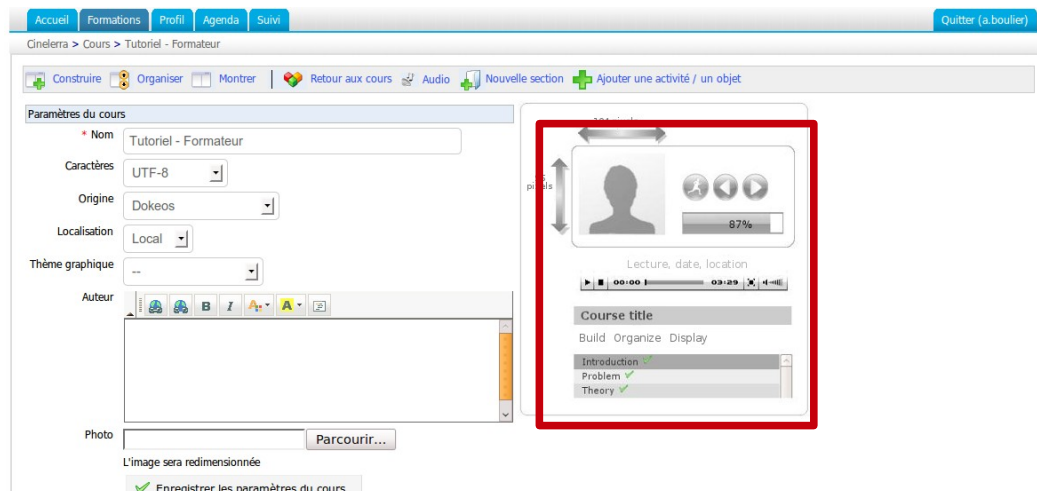 Accueil Formations Profil Agenda Suivi Quitter (a.boulier)
Cinelerra > Cours > Tutoriel - Formateur
Construire Organiser Montrer Retour aux cours Audio Nouvelle section Ajouter une activité / un objet
Paramètres du cours
* Nom Tutoriel - Formateur
Caractères UTF-8
Origine Dokeos
Localisation Local
Thème graphique --
Auteur
B I A A
Photo Parcourir...
L'image sera redimensionnée
Enregistrer les paramètres du cours
pixels
87%
Lecture, date, location
00:00 03:29
Course title
Build Organize Display
Introduction
Problem
Theory